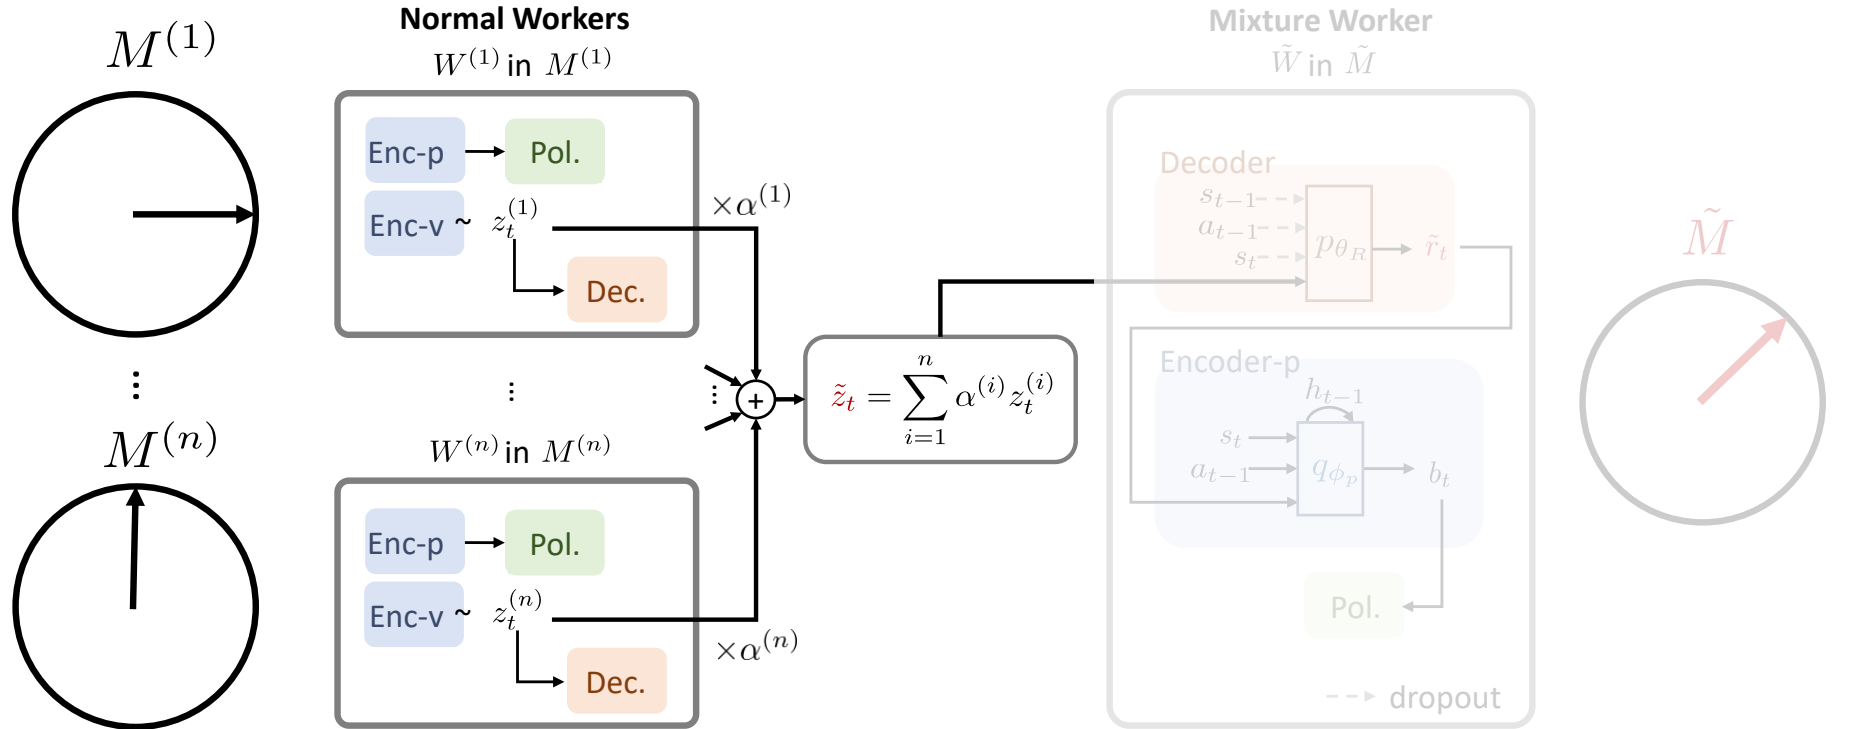 M^(1)
Normal Workers
W^(1) in M^(1)
Enc-p
Pol.
Enc-v ~ z_t^(1)
Dec.
×α^(1)
⋮
⋮
⋮
+
z̃_t = ∑_{i=1}^{n} α^(i) z_t^(i)
M^(n)
W^(n) in M^(n)
Enc-p
Pol.
Enc-v ~ z_t^(n)
Dec.
×α^(n)
Mixture Worker
W̃ in M̃
Decoder
s_{t−1}
a_{t−1}
s_t
p_{θ_R}
r̃_t
Encoder-p
h_{t−1}
s_t
a_{t−1}
q_{ϕ_p}
b_t
Pol.
dropout
M̃